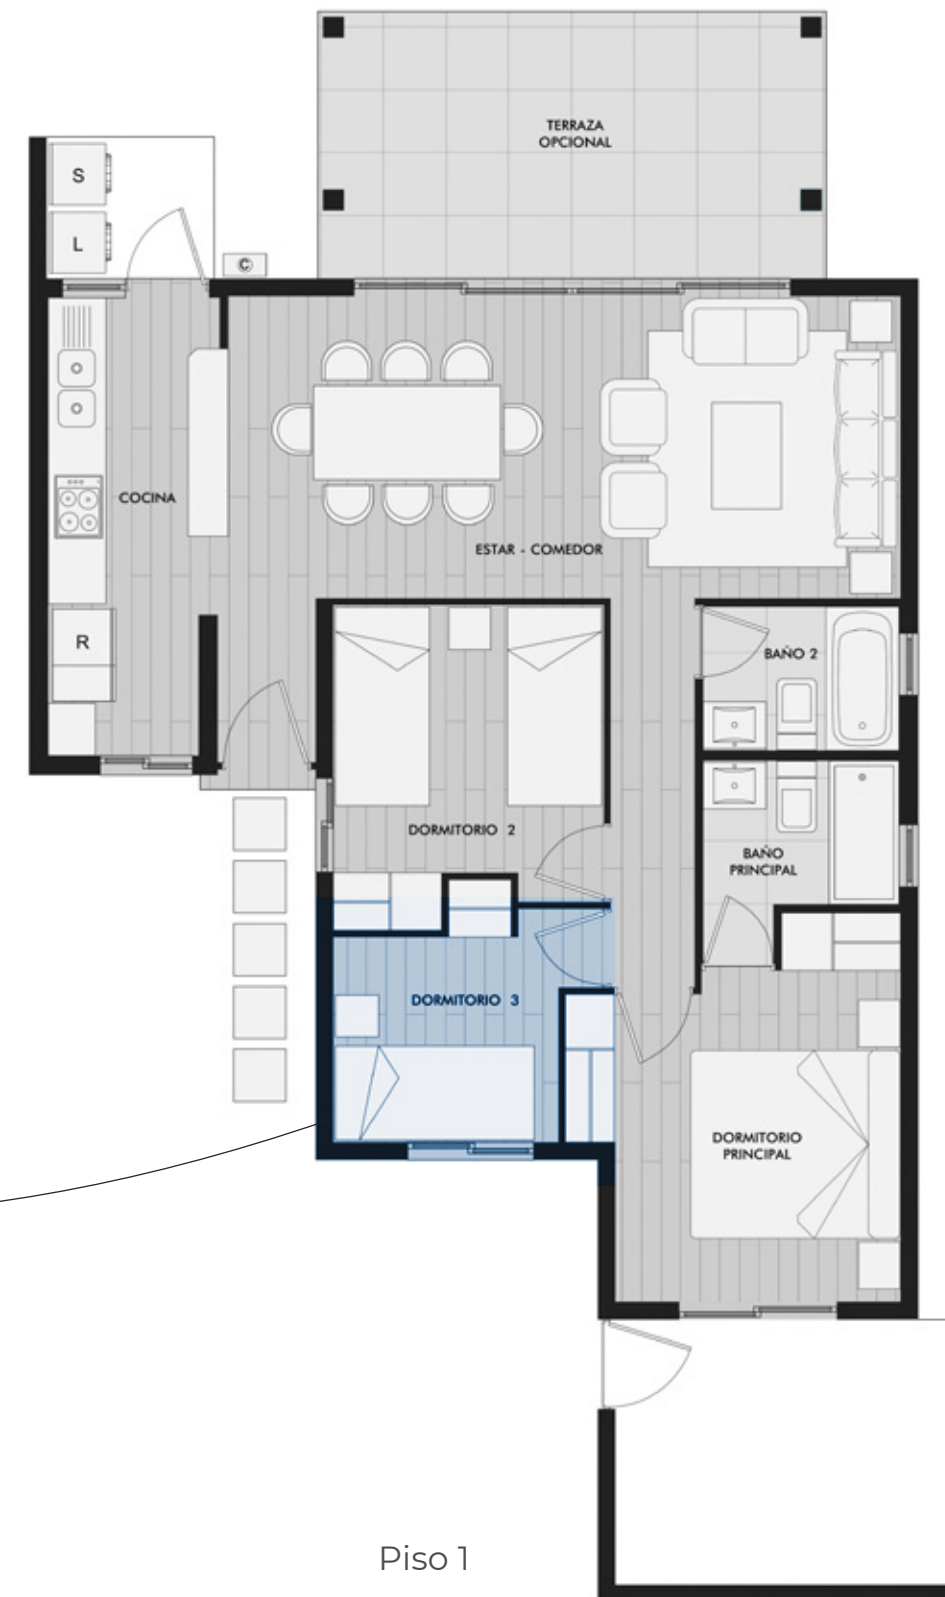 TERRAZA
OPCIONAL
S
L
C
COCINA
ESTAR - COMEDOR
R
BAÑO 2
DORMITORIO 2
BAÑO
PRINCIPAL
DORMITORIO 3
DORMITORIO
PRINCIPAL
Piso 1